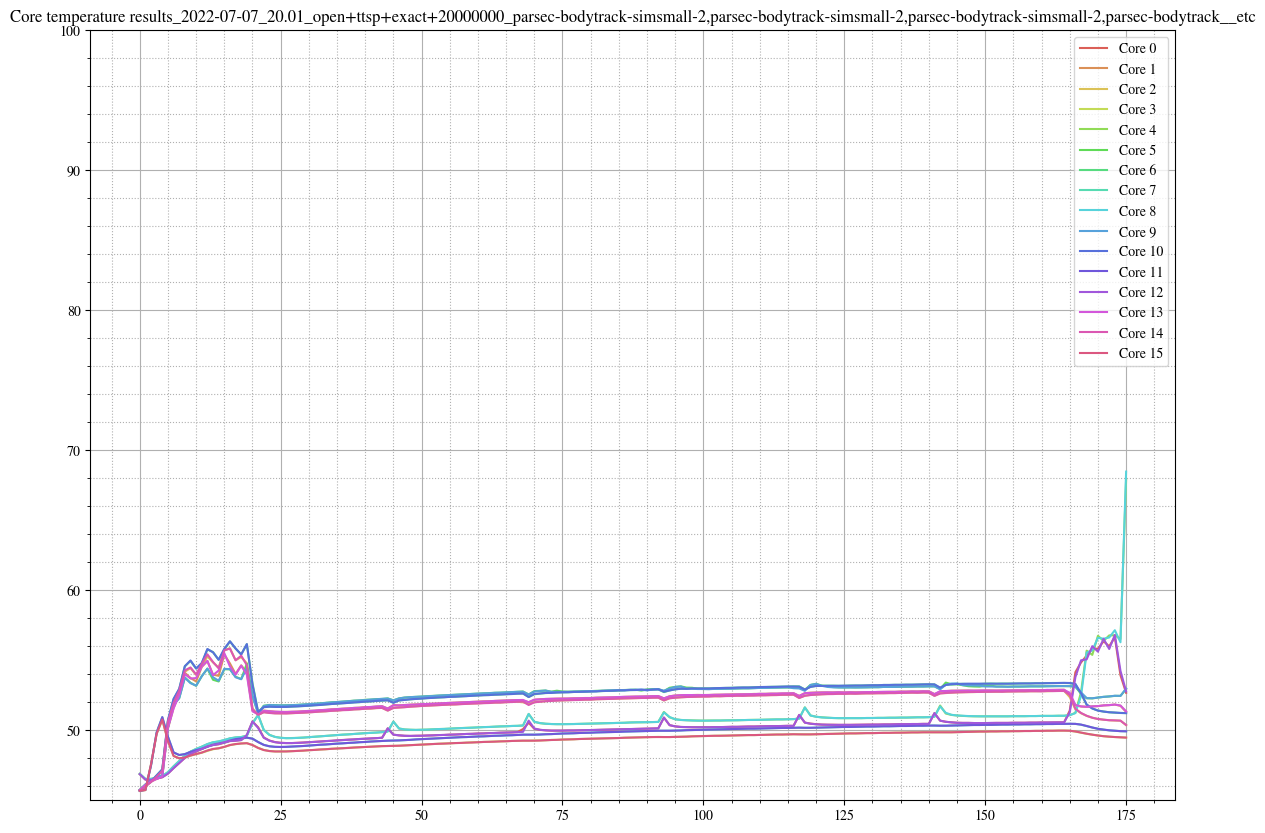 Core temperature results_2022-07-07_20.01_open+ttsp+exact+20000000_parsec-bodytrack-simsmall-2,parsec-bodytrack-simsmall-2,parsec-bodytrack-simsmall-2,parsec-bodytrack__etc
100
90
80
70
60
50
0
25
50
75
100
125
150
175
Core 0
Core 1
Core 2
Core 3
Core 4
Core 5
Core 6
Core 7
Core 8
Core 9
Core 10
Core 11
Core 12
Core 13
Core 14
Core 15